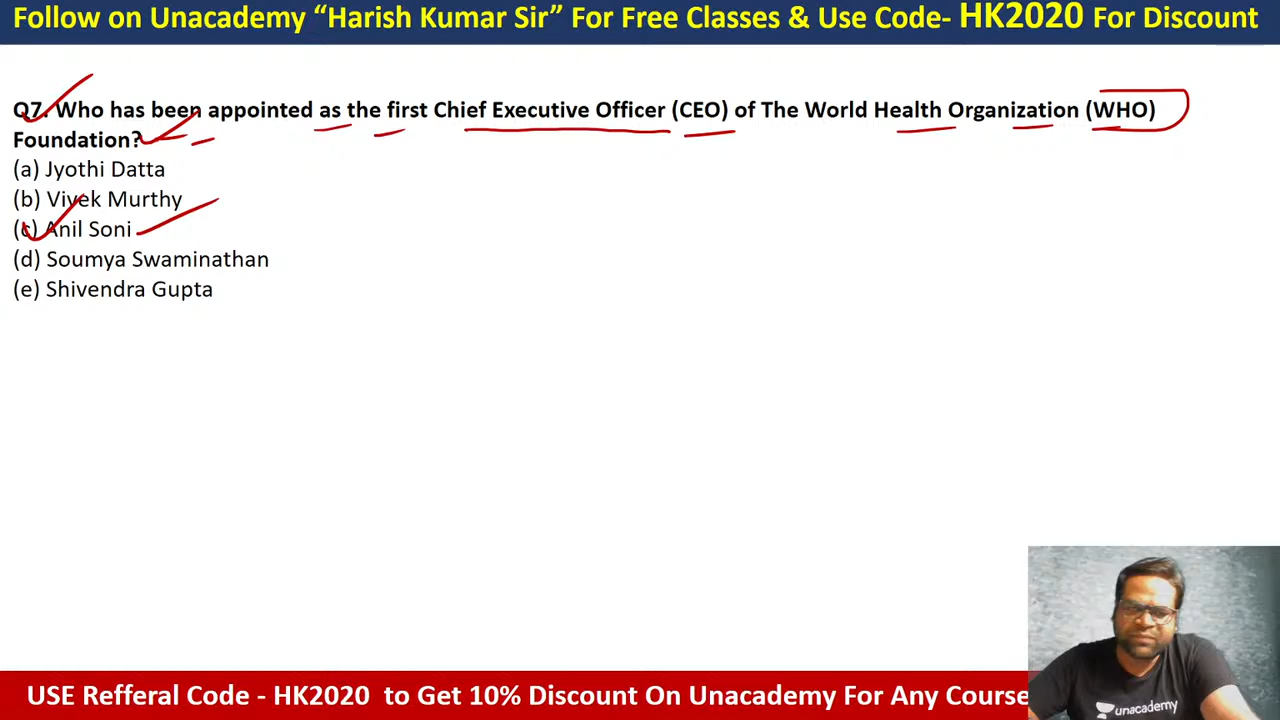 Follow on Unacademy “Harish Kumar Sir” For Free Classes & Use Code- HK2020 For Discount
Q7. Who has been appointed as the first Chief Executive Officer (CEO) of The World Health Organization (WHO)
Foundation?
(a) Jyothi Datta
(b) Vivek Murthy
(c) Anil Soni
(d) Soumya Swaminathan
(e) Shivendra Gupta
USE Refferal Code - HK2020 to Get 10% Discount On Unacademy For Any Course
unacademy